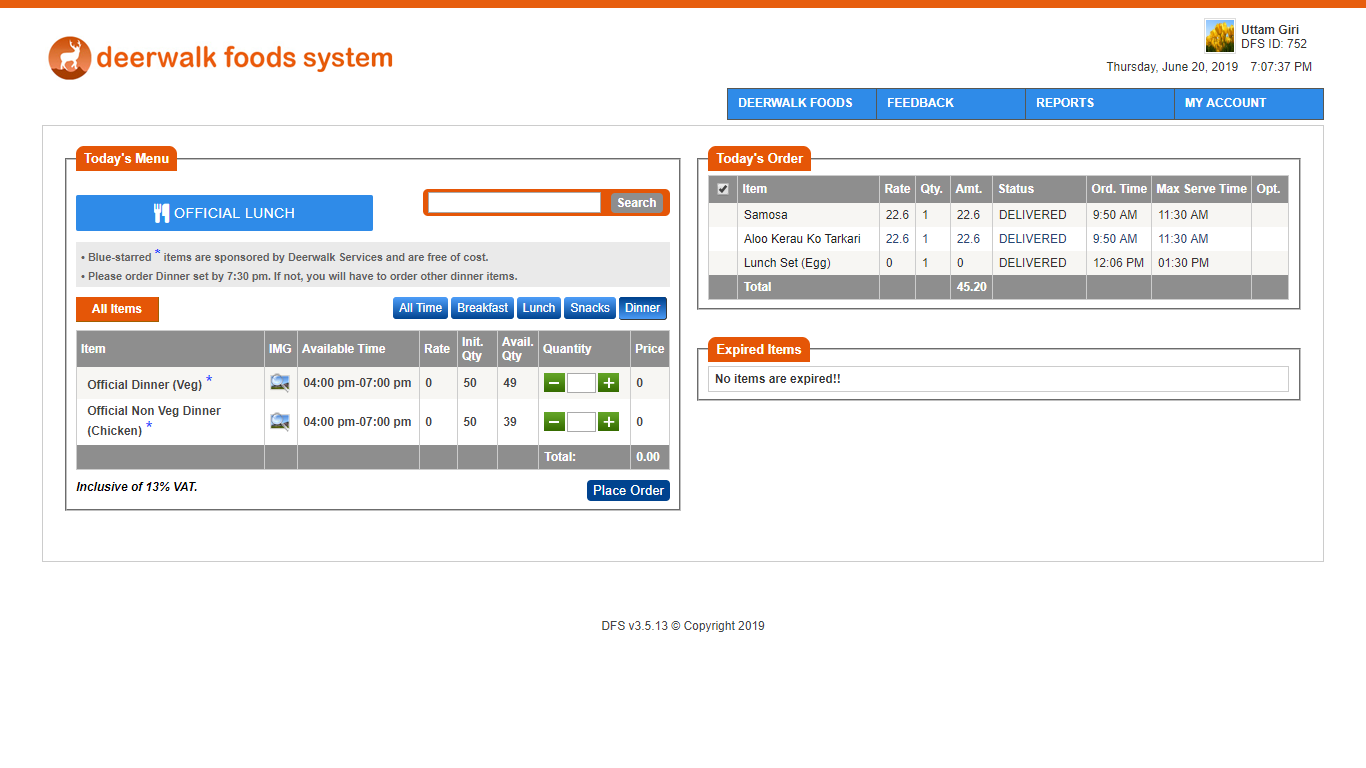 deerwalk foods system
Uttam Giri
DFS ID: 752
Thursday, June 20, 2019 7:07:37 PM
DEERWALK FOODS FEEDBACK REPORTS MY ACCOUNT
Today's Menu
OFFICIAL LUNCH
Search
• Blue-starred * items are sponsored by Deerwalk Services and are free of cost.
• Please order Dinner set by 7:30 pm. If not, you will have to order other dinner items.
All Items All Time Breakfast Lunch Snacks Dinner
Item IMG Available Time Rate Init. Qty Avail. Qty Quantity Price
Official Dinner (Veg) * 04:00 pm-07:00 pm 0 50 49 − + 0
Official Non Veg Dinner
(Chicken) * 04:00 pm-07:00 pm 0 50 39 − + 0
Total: 0.00
Inclusive of 13% VAT.
Place Order
Today's Order
Item Rate Qty. Amt. Status Ord. Time Max Serve Time Opt.
Samosa 22.6 1 22.6 DELIVERED 9:50 AM 11:30 AM
Aloo Kerau Ko Tarkari 22.6 1 22.6 DELIVERED 9:50 AM 11:30 AM
Lunch Set (Egg) 0 1 0 DELIVERED 12:06 PM 01:30 PM
Total 45.20
Expired Items
No items are expired!!
DFS v3.5.13 © Copyright 2019